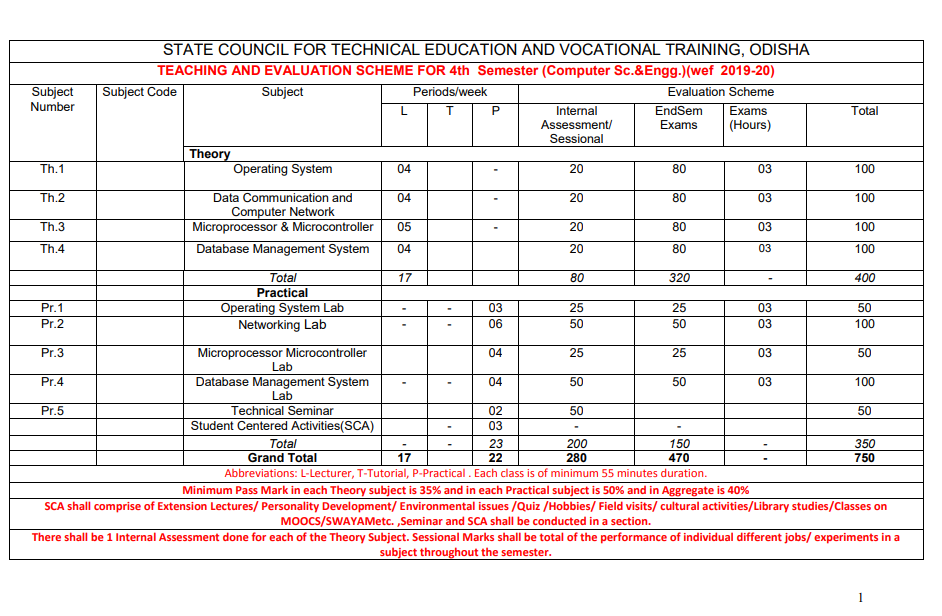 STATE COUNCIL FOR TECHNICAL EDUCATION AND VOCATIONAL TRAINING, ODISHA
TEACHING AND EVALUATION SCHEME FOR 4th Semester (Computer Sc.&Engg.)(wef 2019-20)
Subject Number Subject Code Subject Periods/week Evaluation Scheme
L T P Internal Assessment/ Sessional EndSem Exams Exams (Hours) Total
Theory
Th.1 Operating System 04 - 20 80 03 100
Th.2 Data Communication and Computer Network 04 - 20 80 03 100
Th.3 Microprocessor & Microcontroller 05 - 20 80 03 100
Th.4 Database Management System 04 20 80 03 100
Total 17 80 320 - 400
Practical
Pr.1 Operating System Lab - - 03 25 25 03 50
Pr.2 Networking Lab - - 06 50 50 03 100
Pr.3 Microprocessor Microcontroller Lab 04 25 25 03 50
Pr.4 Database Management System Lab - - 04 50 50 03 100
Pr.5 Technical Seminar 02 50 50
Student Centered Activities(SCA) - 03 - -
Total - - 23 200 150 - 350
Grand Total 17 22 280 470 - 750
Abbreviations: L-Lecturer, T-Tutorial, P-Practical . Each class is of minimum 55 minutes duration.
Minimum Pass Mark in each Theory subject is 35% and in each Practical subject is 50% and in Aggregate is 40%
SCA shall comprise of Extension Lectures/ Personality Development/ Environmental issues /Quiz /Hobbies/ Field visits/ cultural activities/Library studies/Classes on
MOOCS/SWAYAMetc. ,Seminar and SCA shall be conducted in a section.
There shall be 1 Internal Assessment done for each of the Theory Subject. Sessional Marks shall be total of the performance of individual different jobs/ experiments in a
subject throughout the semester.
1